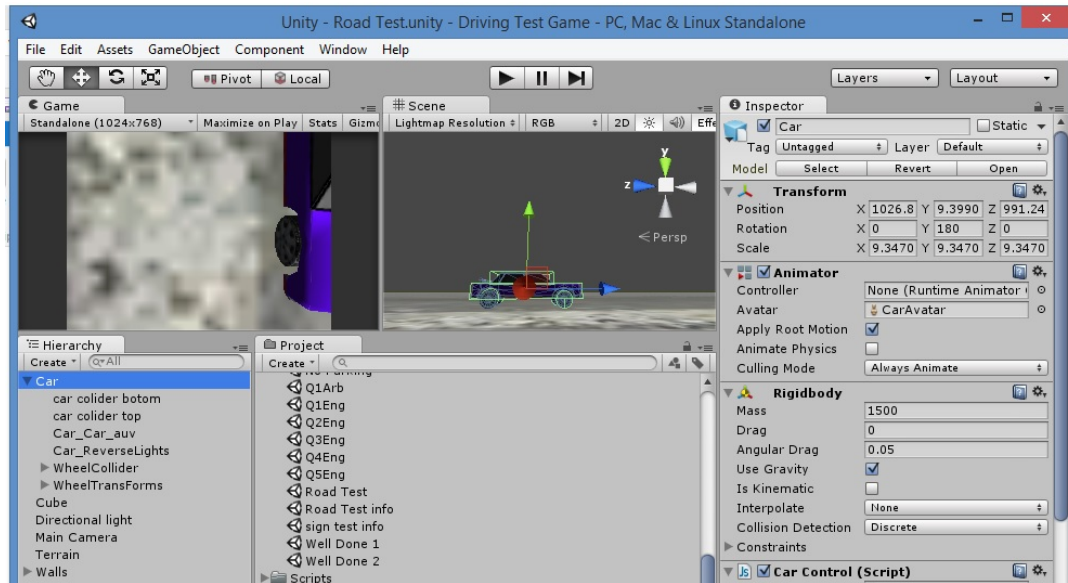 Unity - Road Test.unity - Driving Test Game - PC, Mac & Linux Standalone
File Edit Assets GameObject Component Window Help
Pivot Local Layers Layout
Game
Standalone (1024x768) Maximize on Play Stats Gizmo
# Scene
Lightmap Resolution RGB 2D Effe
y
z
Persp
Inspector
Car Static
Tag Untagged Layer Default
Model Select Revert Open
Transform
Position X 1026.8 Y 9.3990 Z 991.24
Rotation X 0 Y 180 Z 0
Scale X 9.3470 Y 9.3470 Z 9.3470
Animator
Controller None (Runtime Animator
Avatar CarAvatar
Apply Root Motion
Animate Physics
Culling Mode Always Animate
Rigidbody
Mass 1500
Drag 0
Angular Drag 0.05
Use Gravity
Is Kinematic
Interpolate None
Collision Detection Discrete
Constraints
Js Car Control (Script)
Hierarchy
Create All
Car
car colider botom
car colider top
Car_Car_auv
Car_ReverseLights
WheelCollider
WheelTransForms
Cube
Directional light
Main Camera
Terrain
Walls
Project
Create
No Parking
Q1Arb
Q1Eng
Q2Eng
Q3Eng
Q4Eng
Q5Eng
Road Test
Road Test info
sign test info
Well Done 1
Well Done 2
Scripts